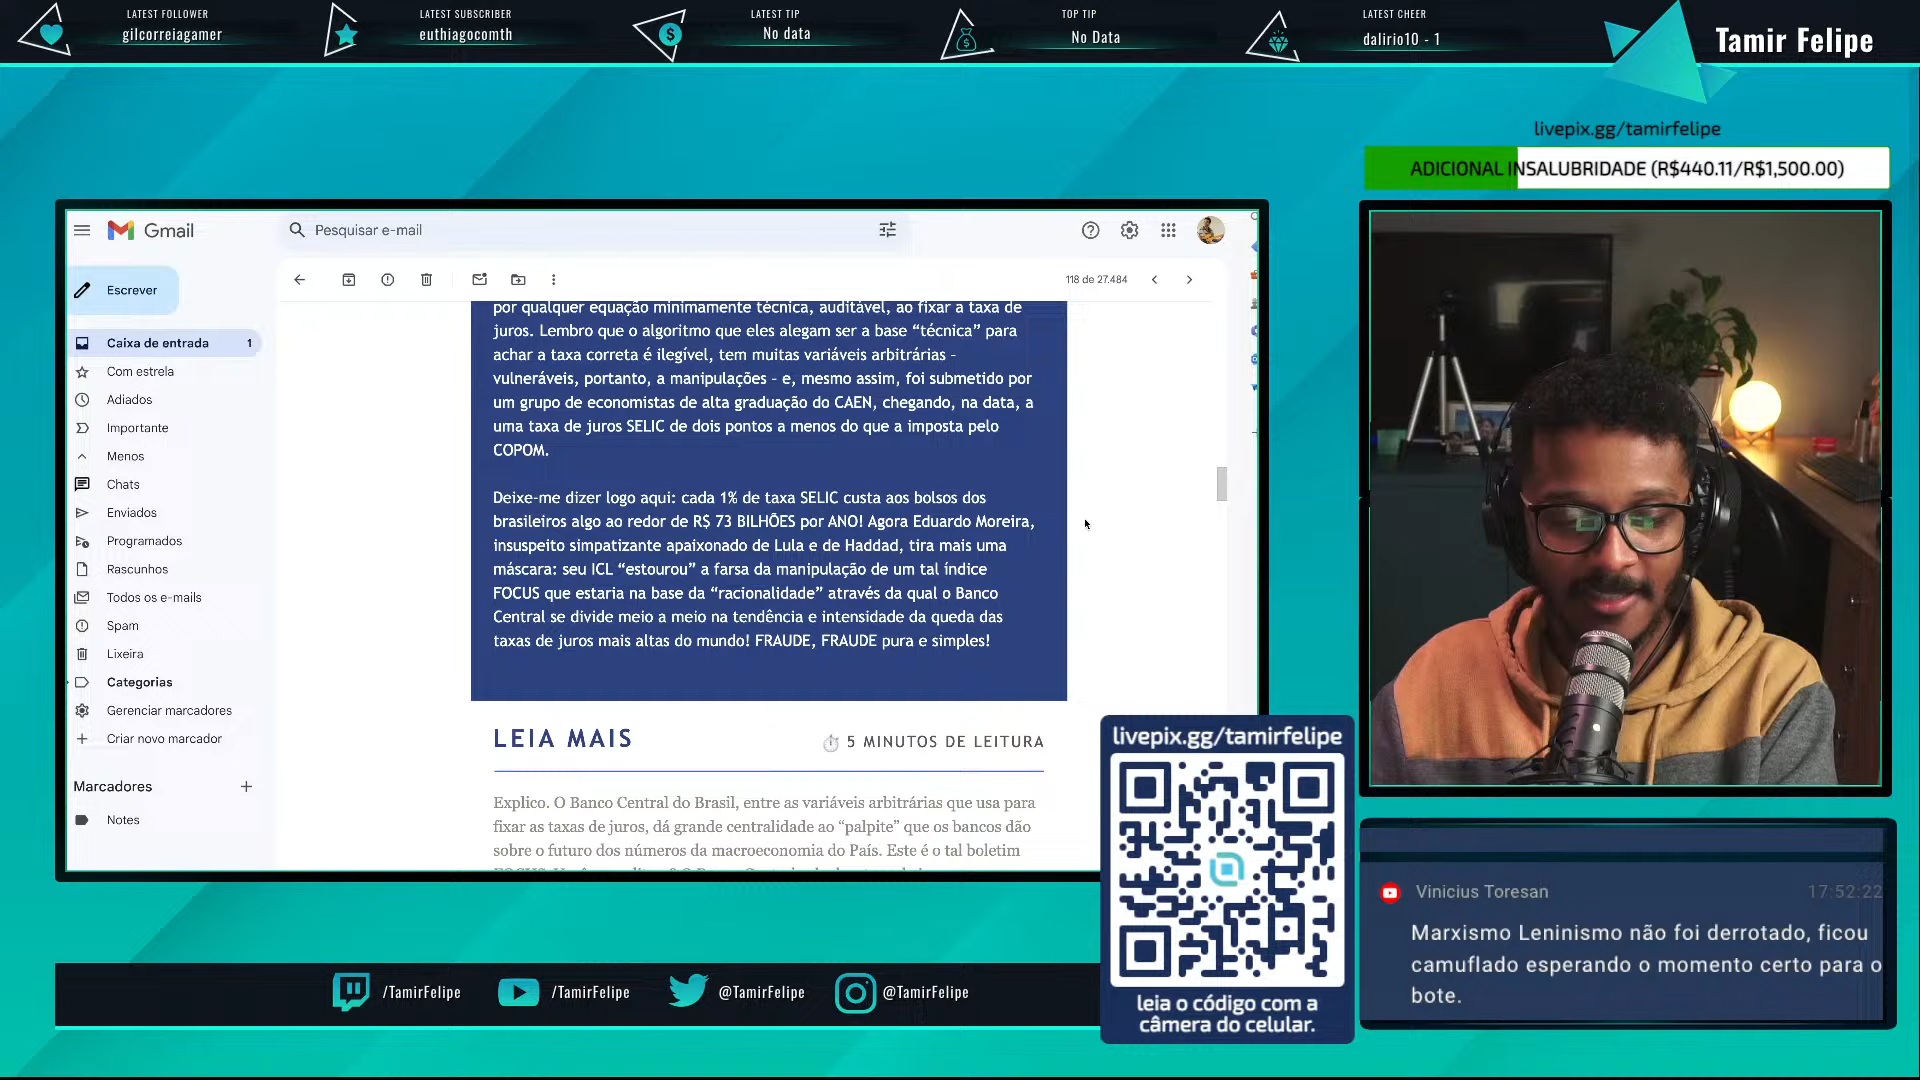 LATEST FOLLOWER
gilcorreiagamer
LATEST SUBSCRIBER
euthiagocomth
LATEST TIP
No data
TOP TIP
No Data
LATEST CHEER
dalirio10 - 1
Tamir Felipe
livepix.gg/tamirfelipe
ADICIONAL INSALUBRIDADE (R$440.11/R$1,500.00)
Gmail
Pesquisar e-mail
Escrever
118 de 27.484
Caixa de entrada 1
Com estrela
Adiados
Importante
Menos
Chats
Enviados
Programados
Rascunhos
Todos os e-mails
Spam
Lixeira
Categorias
Gerenciar marcadores
Criar novo marcador
Marcadores
Notes
por qualquer equação minimamente técnica, auditável, ao fixar a taxa de
juros. Lembro que o algoritmo que eles alegam ser a base “técnica” para
achar a taxa correta é ilegível, tem muitas variáveis arbitrárias –
vulneráveis, portanto, a manipulações – e, mesmo assim, foi submetido por
um grupo de economistas de alta graduação do CAEN, chegando, na data, a
uma taxa de juros SELIC de dois pontos a menos do que a imposta pelo
COPOM.
Deixe-me dizer logo aqui: cada 1% de taxa SELIC custa aos bolsos dos
brasileiros algo ao redor de R$ 73 BILHÕES por ANO! Agora Eduardo Moreira,
insuspeito simpatizante apaixonado de Lula e de Haddad, tira mais uma
máscara: seu ICL “estourou” a farsa da manipulação de um tal índice
FOCUS que estaria na base da “racionalidade” através da qual o Banco
Central se divide meio a meio na tendência e intensidade da queda das
taxas de juros mais altas do mundo! FRAUDE, FRAUDE pura e simples!
LEIA MAIS
5 MINUTOS DE LEITURA
Explico. O Banco Central do Brasil, entre as variáveis arbitrárias que usa para
fixar as taxas de juros, dá grande centralidade ao “palpite” que os bancos dão
sobre o futuro dos números da macroeconomia do País. Este é o tal boletim
livepix.gg/tamirfelipe
leia o código com a
câmera do celular.
Vinicius Toresan 17:52:22
Marxismo Leninismo não foi derrotado, ficou
camuflado esperando o momento certo para o
bote.
/TamirFelipe
/TamirFelipe
@TamirFelipe
@TamirFelipe